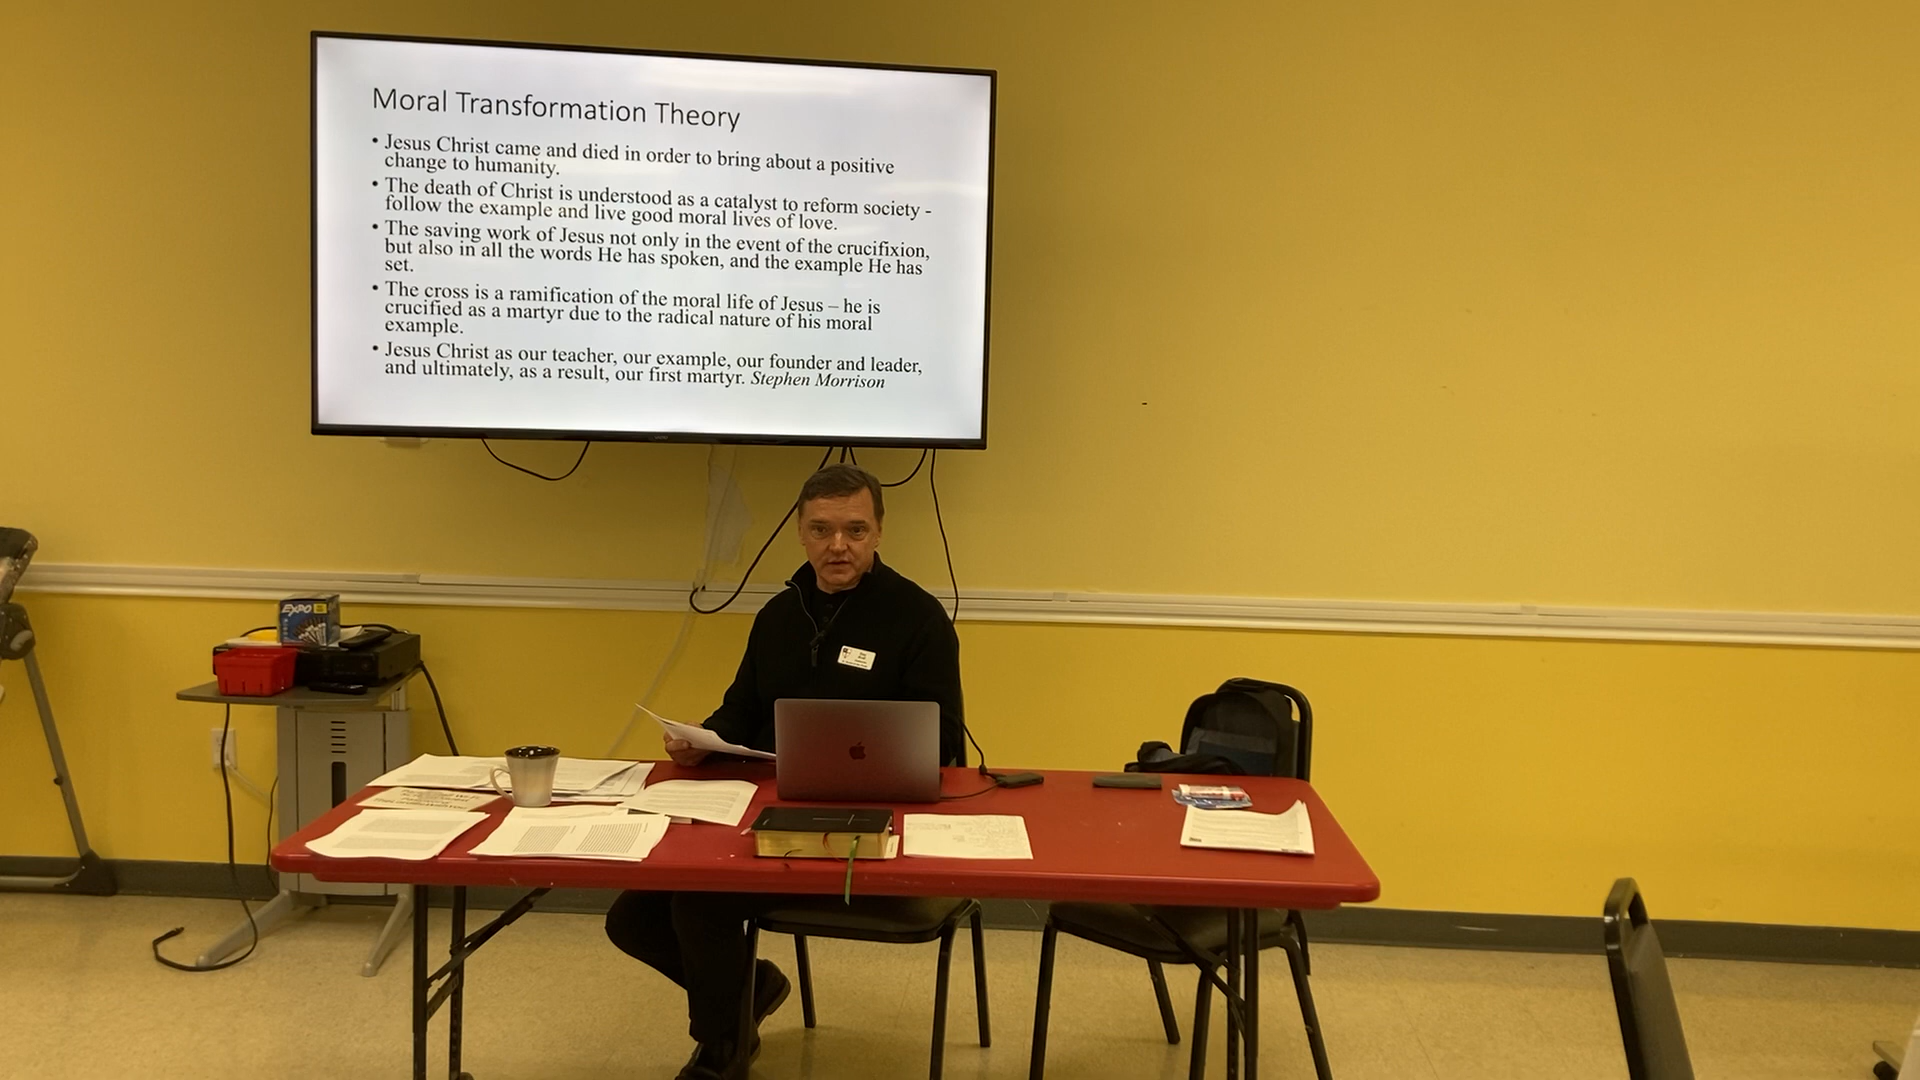 Moral Transformation Theory
• Jesus Christ came and died in order to bring about a positive
change to humanity.
• The death of Christ is understood as a catalyst to reform society -
follow the example and live good moral lives of love.
• The saving work of Jesus not only in the event of the crucifixion,
but also in all the words He has spoken, and the example He has
set.
• The cross is a ramification of the moral life of Jesus – he is
crucified as a martyr due to the radical nature of his moral
example.
• Jesus Christ as our teacher, our example, our founder and leader,
and ultimately, as a result, our first martyr. Stephen Morrison
EXPO